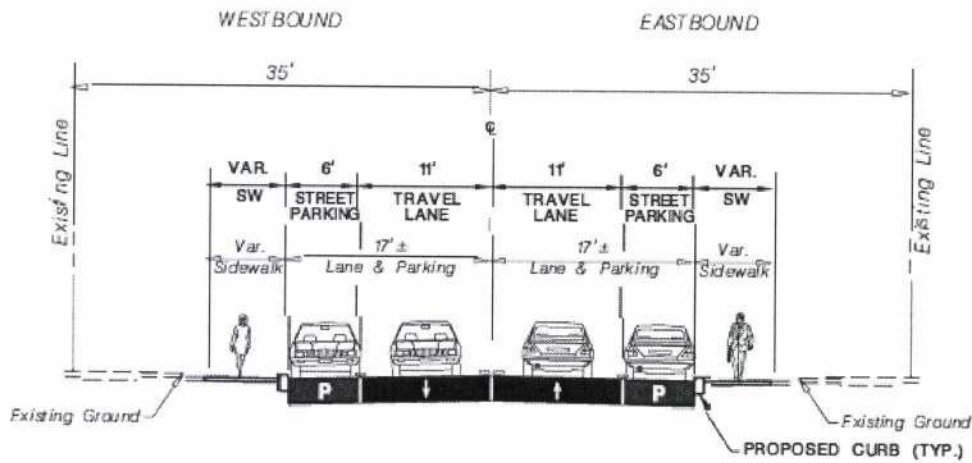 WESTBOUND
EASTBOUND
35'
35'
℄
Existing Line
Existing Line
VAR.
6'
11'
11'
6'
VAR.
SW
STREET
PARKING
TRAVEL
LANE
TRAVEL
LANE
STREET
PARKING
SW
Var.
Sidewalk
17' ±
Lane & Parking
17' ±
Lane & Parking
Var.
Sidewalk
P
P
Existing Ground
Existing Ground
PROPOSED CURB (TYP.)